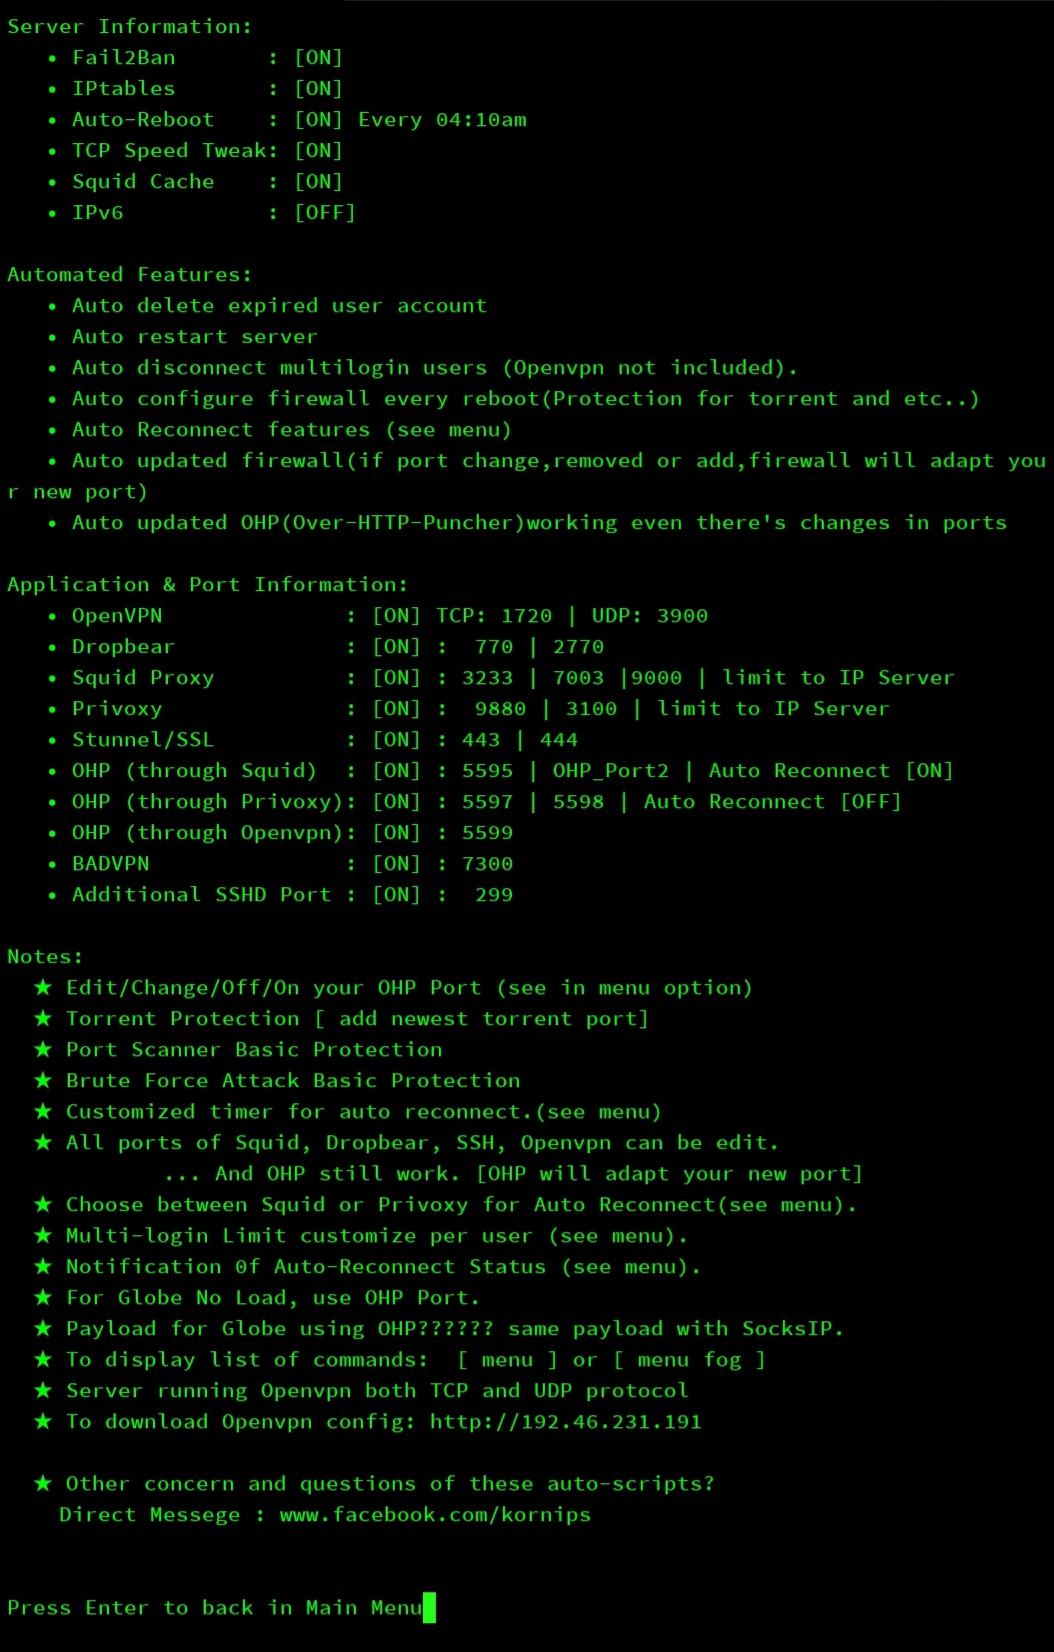 Server Information:
• Fail2Ban : [ON]
• IPtables : [ON]
• Auto-Reboot : [ON] Every 04:10am
• TCP Speed Tweak: [ON]
• Squid Cache : [ON]
• IPv6 : [OFF]
Automated Features:
• Auto delete expired user account
• Auto restart server
• Auto disconnect multilogin users (Openvpn not included).
• Auto configure firewall every reboot(Protection for torrent and etc..)
• Auto Reconnect features (see menu)
• Auto updated firewall(if port change,removed or add,firewall will adapt you
r new port)
• Auto updated OHP(Over-HTTP-Puncher)working even there's changes in ports
Application & Port Information:
• OpenVPN : [ON] TCP: 1720 | UDP: 3900
• Dropbear : [ON] : 770 | 2770
• Squid Proxy : [ON] : 3233 | 7003 |9000 | limit to IP Server
• Privoxy : [ON] : 9880 | 3100 | limit to IP Server
• Stunnel/SSL : [ON] : 443 | 444
• OHP (through Squid) : [ON] : 5595 | OHP_Port2 | Auto Reconnect [ON]
• OHP (through Privoxy): [ON] : 5597 | 5598 | Auto Reconnect [OFF]
• OHP (through Openvpn): [ON] : 5599
• BADVPN : [ON] : 7300
• Additional SSHD Port : [ON] : 299
Notes:
★ Edit/Change/Off/On your OHP Port (see in menu option)
★ Torrent Protection [ add newest torrent port]
★ Port Scanner Basic Protection
★ Brute Force Attack Basic Protection
★ Customized timer for auto reconnect.(see menu)
★ All ports of Squid, Dropbear, SSH, Openvpn can be edit.
... And OHP still work. [OHP will adapt your new port]
★ Choose between Squid or Privoxy for Auto Reconnect(see menu).
★ Multi-login Limit customize per user (see menu).
★ Notification 0f Auto-Reconnect Status (see menu).
★ For Globe No Load, use OHP Port.
★ Payload for Globe using OHP?????? same payload with SocksIP.
★ To display list of commands: [ menu ] or [ menu fog ]
★ Server running Openvpn both TCP and UDP protocol
★ To download Openvpn config: http://192.46.231.191
★ Other concern and questions of these auto-scripts?
Direct Messege : www.facebook.com/kornips
Press Enter to back in Main Menu